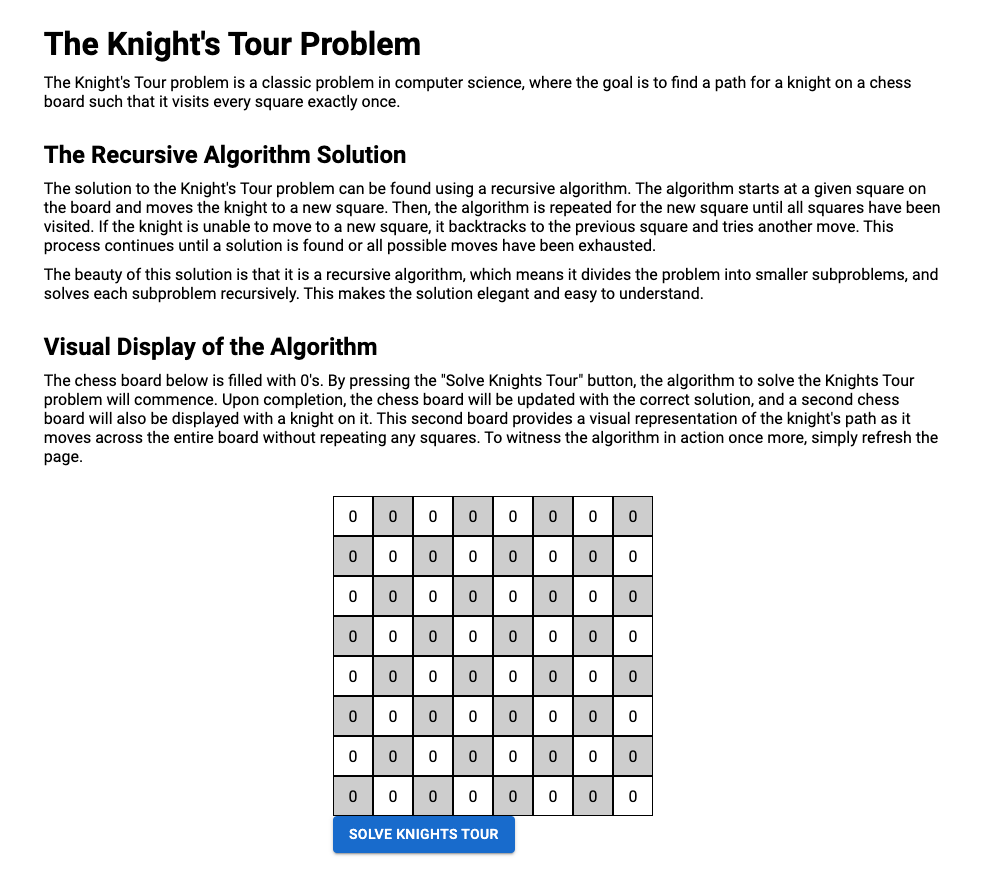 The Knight's Tour Problem
The Knight's Tour problem is a classic problem in computer science, where the goal is to find a path for a knight on a chess
board such that it visits every square exactly once.
The Recursive Algorithm Solution
The solution to the Knight's Tour problem can be found using a recursive algorithm. The algorithm starts at a given square on
the board and moves the knight to a new square. Then, the algorithm is repeated for the new square until all squares have been
visited. If the knight is unable to move to a new square, it backtracks to the previous square and tries another move. This
process continues until a solution is found or all possible moves have been exhausted.
The beauty of this solution is that it is a recursive algorithm, which means it divides the problem into smaller subproblems, and
solves each subproblem recursively. This makes the solution elegant and easy to understand.
Visual Display of the Algorithm
The chess board below is filled with 0's. By pressing the "Solve Knights Tour" button, the algorithm to solve the Knights Tour
problem will commence. Upon completion, the chess board will be updated with the correct solution, and a second chess
board will also be displayed with a knight on it. This second board provides a visual representation of the knight's path as it
moves across the entire board without repeating any squares. To witness the algorithm in action once more, simply refresh the
page.
0 0 0 0 0 0 0 0
0 0 0 0 0 0 0 0
0 0 0 0 0 0 0 0
0 0 0 0 0 0 0 0
0 0 0 0 0 0 0 0
0 0 0 0 0 0 0 0
0 0 0 0 0 0 0 0
0 0 0 0 0 0 0 0
SOLVE KNIGHTS TOUR